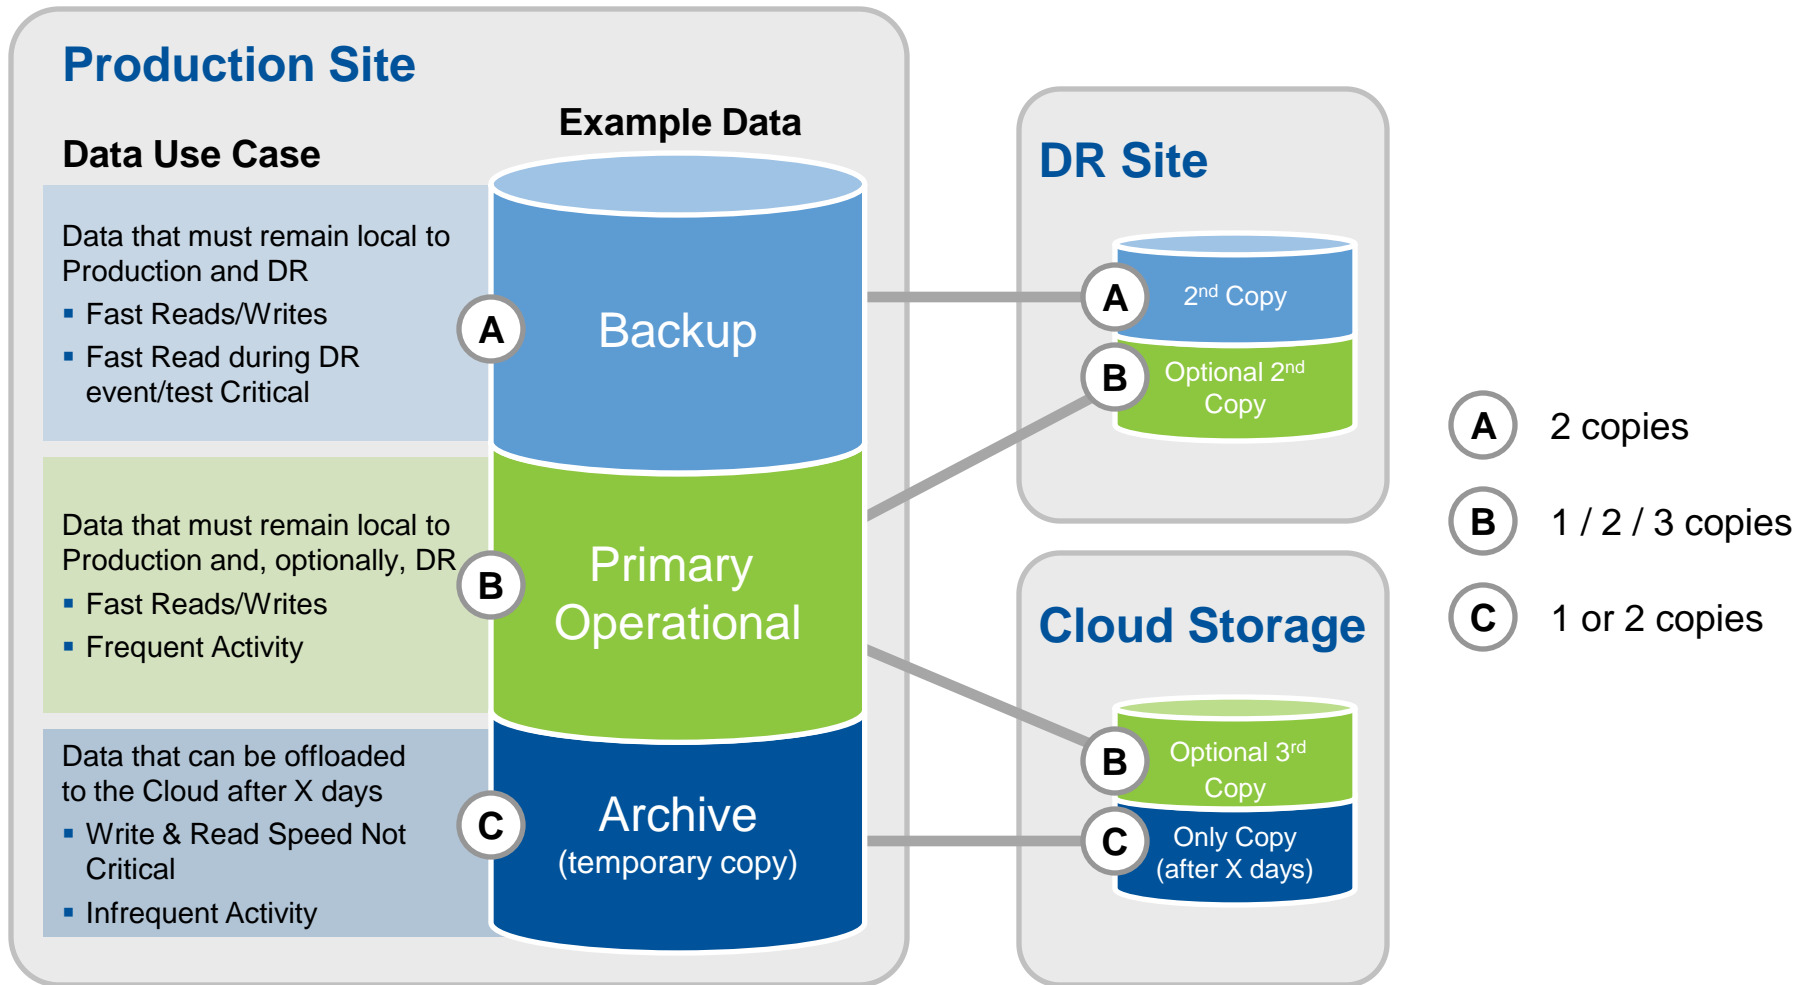 Production Site
Data Use Case
Example Data
Data that must remain local to
Production and DR
▪ Fast Reads/Writes
▪ Fast Read during DR
event/test Critical
A
Backup
Data that must remain local to
Production and, optionally, DR
▪ Fast Reads/Writes
▪ Frequent Activity
B
Primary
Operational
Data that can be offloaded
to the Cloud after X days
▪ Write & Read Speed Not
Critical
▪ Infrequent Activity
C
Archive
(temporary copy)
DR Site
A
2nd Copy
B
Optional 2nd
Copy
Cloud Storage
B
Optional 3rd
Copy
C
Only Copy
(after X days)
A 2 copies
B 1 / 2 / 3 copies
C 1 or 2 copies